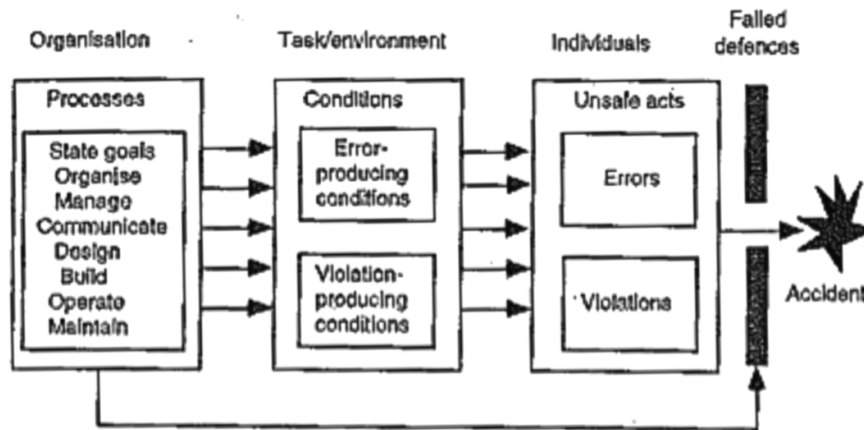 Organisation
Task/environment
Individuals
Failed
defences
Processes
State goals
Organise
Manage
Communicate
Design
Build
Operate
Maintain
Conditions
Error-
producing
conditions
Violation-
producing
conditions
Unsafe acts
Errors
Violations
Accident